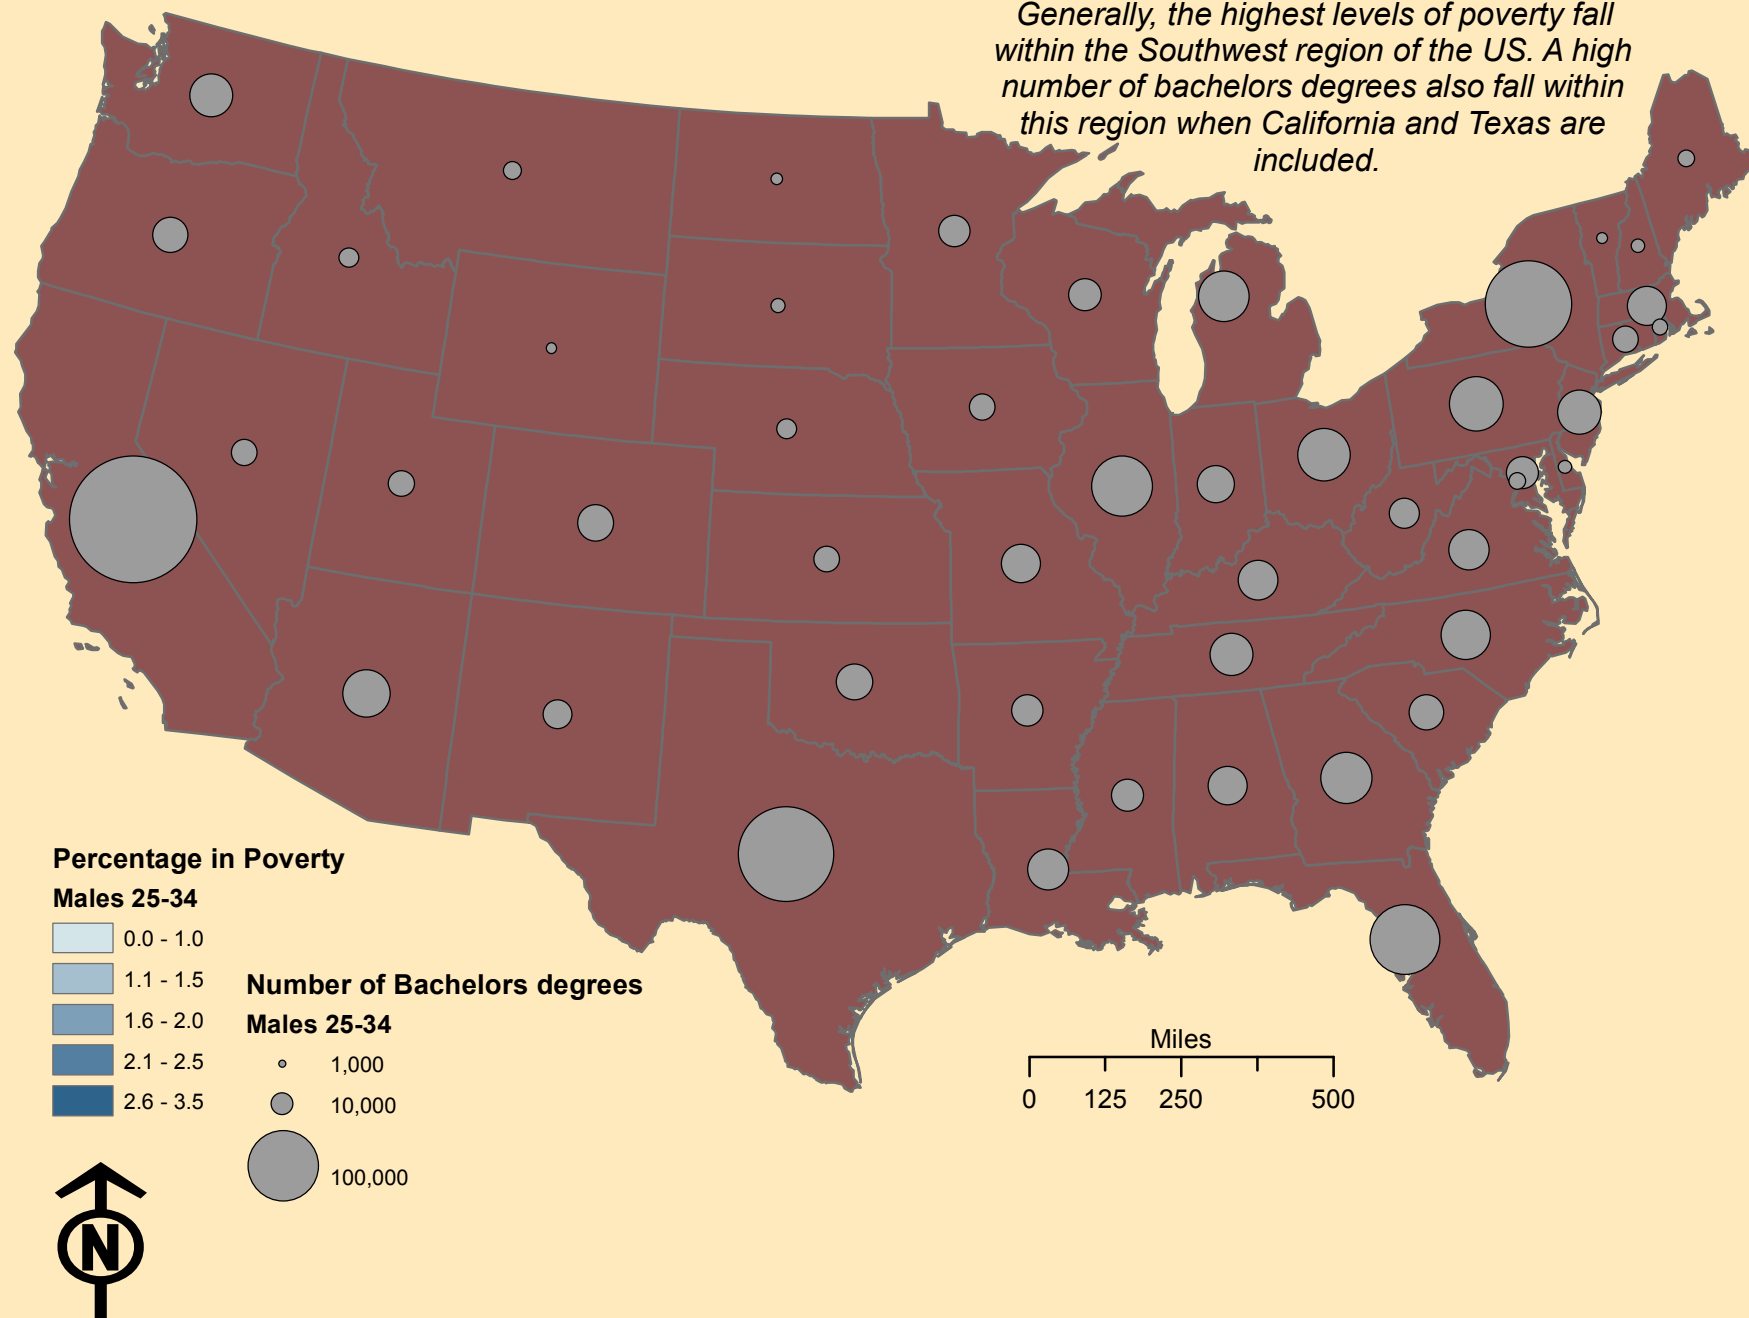 Generally, the highest levels of poverty fall
within the Southwest region of the US. A high
number of bachelors degrees also fall within
this region when California and Texas are
included.
Percentage in Poverty
Males 25-34
0.0 - 1.0
1.1 - 1.5
1.6 - 2.0
2.1 - 2.5
2.6 - 3.5
Number of Bachelors degrees
Males 25-34
1,000
10,000
100,000
Miles
0 125 250 500
N